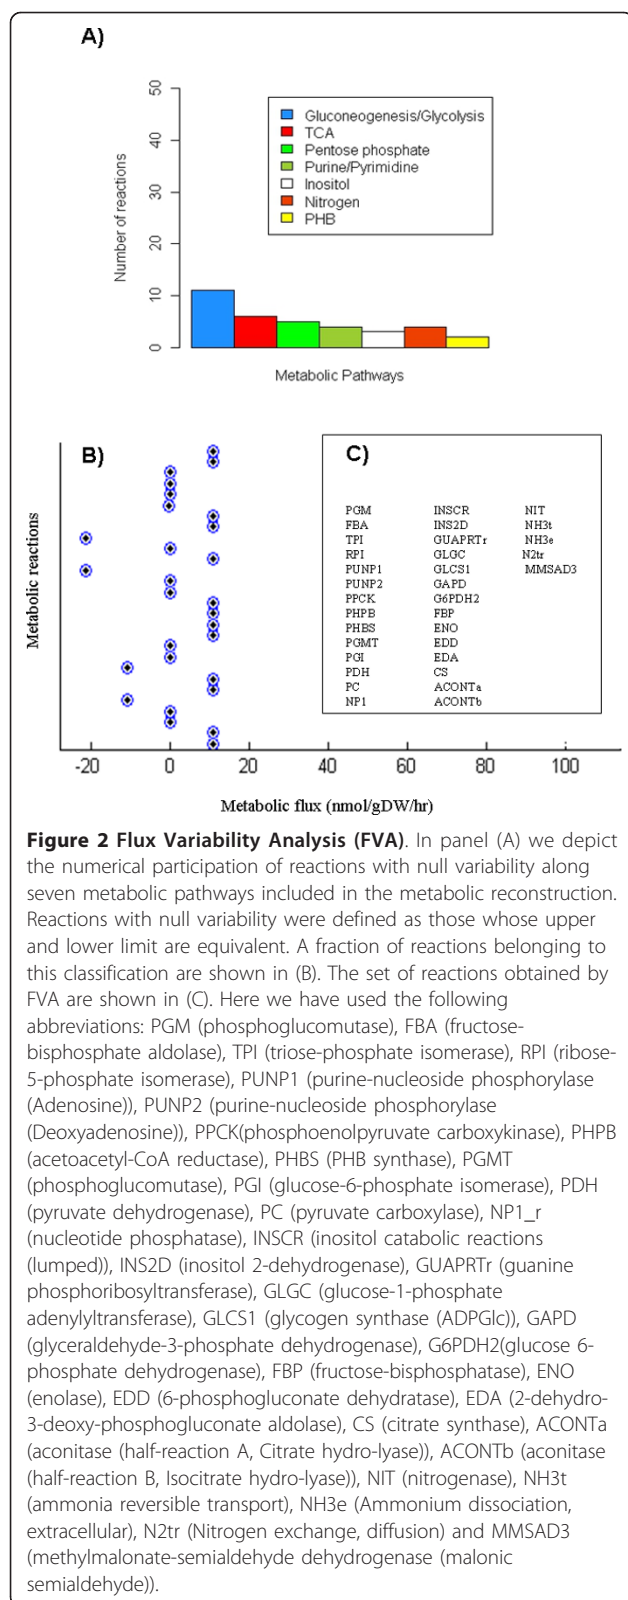 A)
Number of reactions
50
40
30
20
10
0
Gluconeogenesis/Glycolysis
TCA
Pentose phosphate
Purine/Pyrimidine
Inositol
Nitrogen
PHB
Metabolic Pathways
B)
Metabolic reactions
-20 0 20 40 60 80 100
Metabolic flux (nmol/gDW/hr)
C)
PGM INSCR NIT
FBA INS2D NH3t
TPI GUAPRTr NH3e
RPI GLGC N2tr
PUNP1 GLCS1 MMSAD3
PUNP2 GAPD
PPCK G6PDH2
PHPB FBP
PHBS ENO
PGMT EDD
PGI EDA
PDH CS
PC ACONTa
NP1 ACONTb
Figure 2 Flux Variability Analysis (FVA). In panel (A) we depict
the numerical participation of reactions with null variability along
seven metabolic pathways included in the metabolic reconstruction.
Reactions with null variability were defined as those whose upper
and lower limit are equivalent. A fraction of reactions belonging to
this classification are shown in (B). The set of reactions obtained by
FVA are shown in (C). Here we have used the following
abbreviations: PGM (phosphoglucomutase), FBA (fructose-
bisphosphate aldolase), TPI (triose-phosphate isomerase), RPI (ribose-
5-phosphate isomerase), PUNP1 (purine-nucleoside phosphorylase
(Adenosine)), PUNP2 (purine-nucleoside phosphorylase
(Deoxyadenosine)), PPCK(phosphoenolpyruvate carboxykinase), PHPB
(acetoacetyl-CoA reductase), PHBS (PHB synthase), PGMT
(phosphoglucomutase), PGI (glucose-6-phosphate isomerase), PDH
(pyruvate dehydrogenase), PC (pyruvate carboxylase), NP1_r
(nucleotide phosphatase), INSCR (inositol catabolic reactions
(lumped)), INS2D (inositol 2-dehydrogenase), GUAPRTr (guanine
phosphoribosyltransferase), GLGC (glucose-1-phosphate
adenylyltransferase), GLCS1 (glycogen synthase (ADPGlc)), GAPD
(glyceraldehyde-3-phosphate dehydrogenase), G6PDH2(glucose 6-
phosphate dehydrogenase), FBP (fructose-bisphosphatase), ENO
(enolase), EDD (6-phosphogluconate dehydratase), EDA (2-dehydro-
3-deoxy-phosphogluconate aldolase), CS (citrate synthase), ACONTa
(aconitase (half-reaction A, Citrate hydro-lyase)), ACONTb (aconitase
(half-reaction B, Isocitrate hydro-lyase)), NIT (nitrogenase), NH3t
(ammonia reversible transport), NH3e (Ammonium dissociation,
extracellular), N2tr (Nitrogen exchange, diffusion) and MMSAD3
(methylmalonate-semialdehyde dehydrogenase (malonic
semialdehyde)).